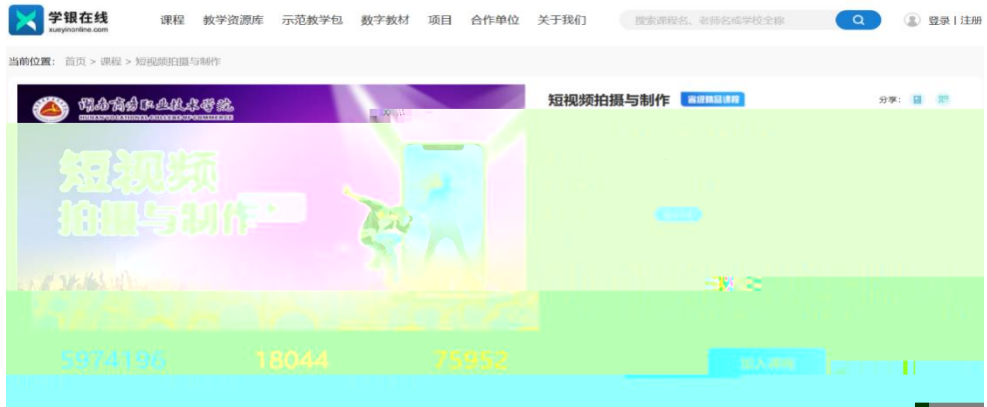 学银在线
xueyinonline.com
课程 教学资源库 示范教学包 数字教材 项目 合作单位 关于我们 搜索课程名、老师名或学校全称 登录 | 注册
当前位置： 首页 > 课程 > 短视频拍摄与制作
湖南商务职业技术学院
HUNAN VOCATIONAL COLLEGE OF COMMERCE
短视频拍摄与制作 省级精品课程 分享：
短视频
拍摄与制作
5974196 18044 75952